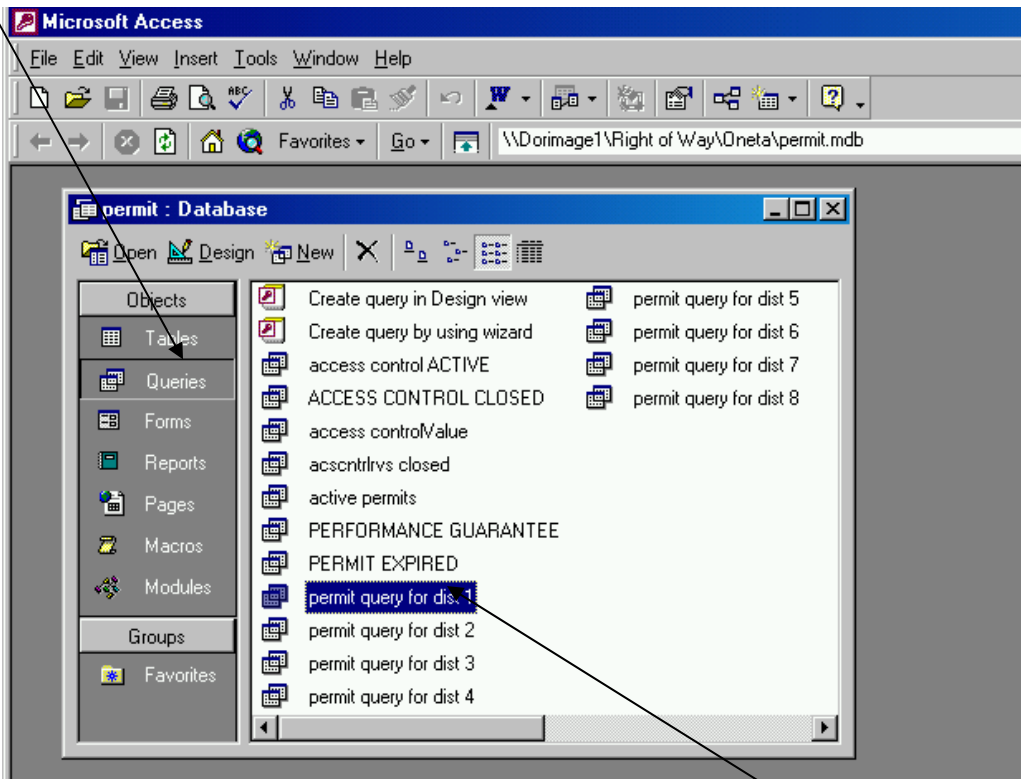 Microsoft Access
File Edit View Insert Tools Window Help
Favorites Go \\Dorimage1\Right of Way\Oneta\permit.mdb
permit : Database
Open Design New
Objects
Tables
Queries
Forms
Reports
Pages
Macros
Modules
Groups
Favorites
Create query in Design view
Create query by using wizard
access control ACTIVE
ACCESS CONTROL CLOSED
access controlValue
acscntrlrvs closed
active permits
PERFORMANCE GUARANTEE
PERMIT EXPIRED
permit query for dist 1
permit query for dist 2
permit query for dist 3
permit query for dist 4
permit query for dist 5
permit query for dist 6
permit query for dist 7
permit query for dist 8